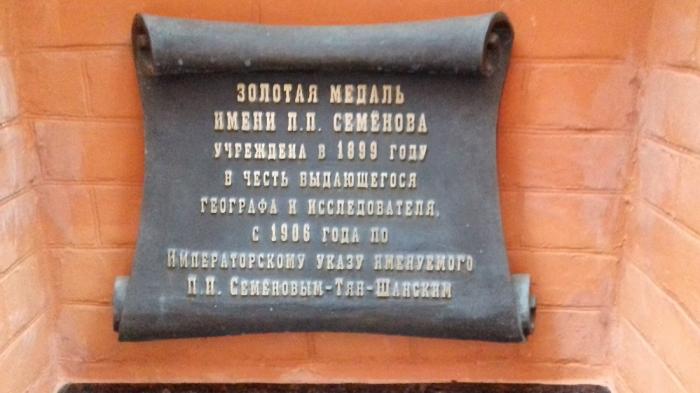 ЗОЛОТАЯ МЕДАЛЬ
ИМЕНИ П.П. СЕМЁНОВА
УЧРЕЖДЕНА В 1899 ГОДУ
В ЧЕСТЬ ВЫДАЮЩЕГОСЯ
ГЕОГРАФА И ИССЛЕДОВАТЕЛЯ,
С 1906 ГОДА ПО
ИМПЕРАТОРСКОМУ УКАЗУ ИМЕНУЕМОГО
П.П. СЕМЁНОВЫМ-ТЯН-ШАНСКИМ